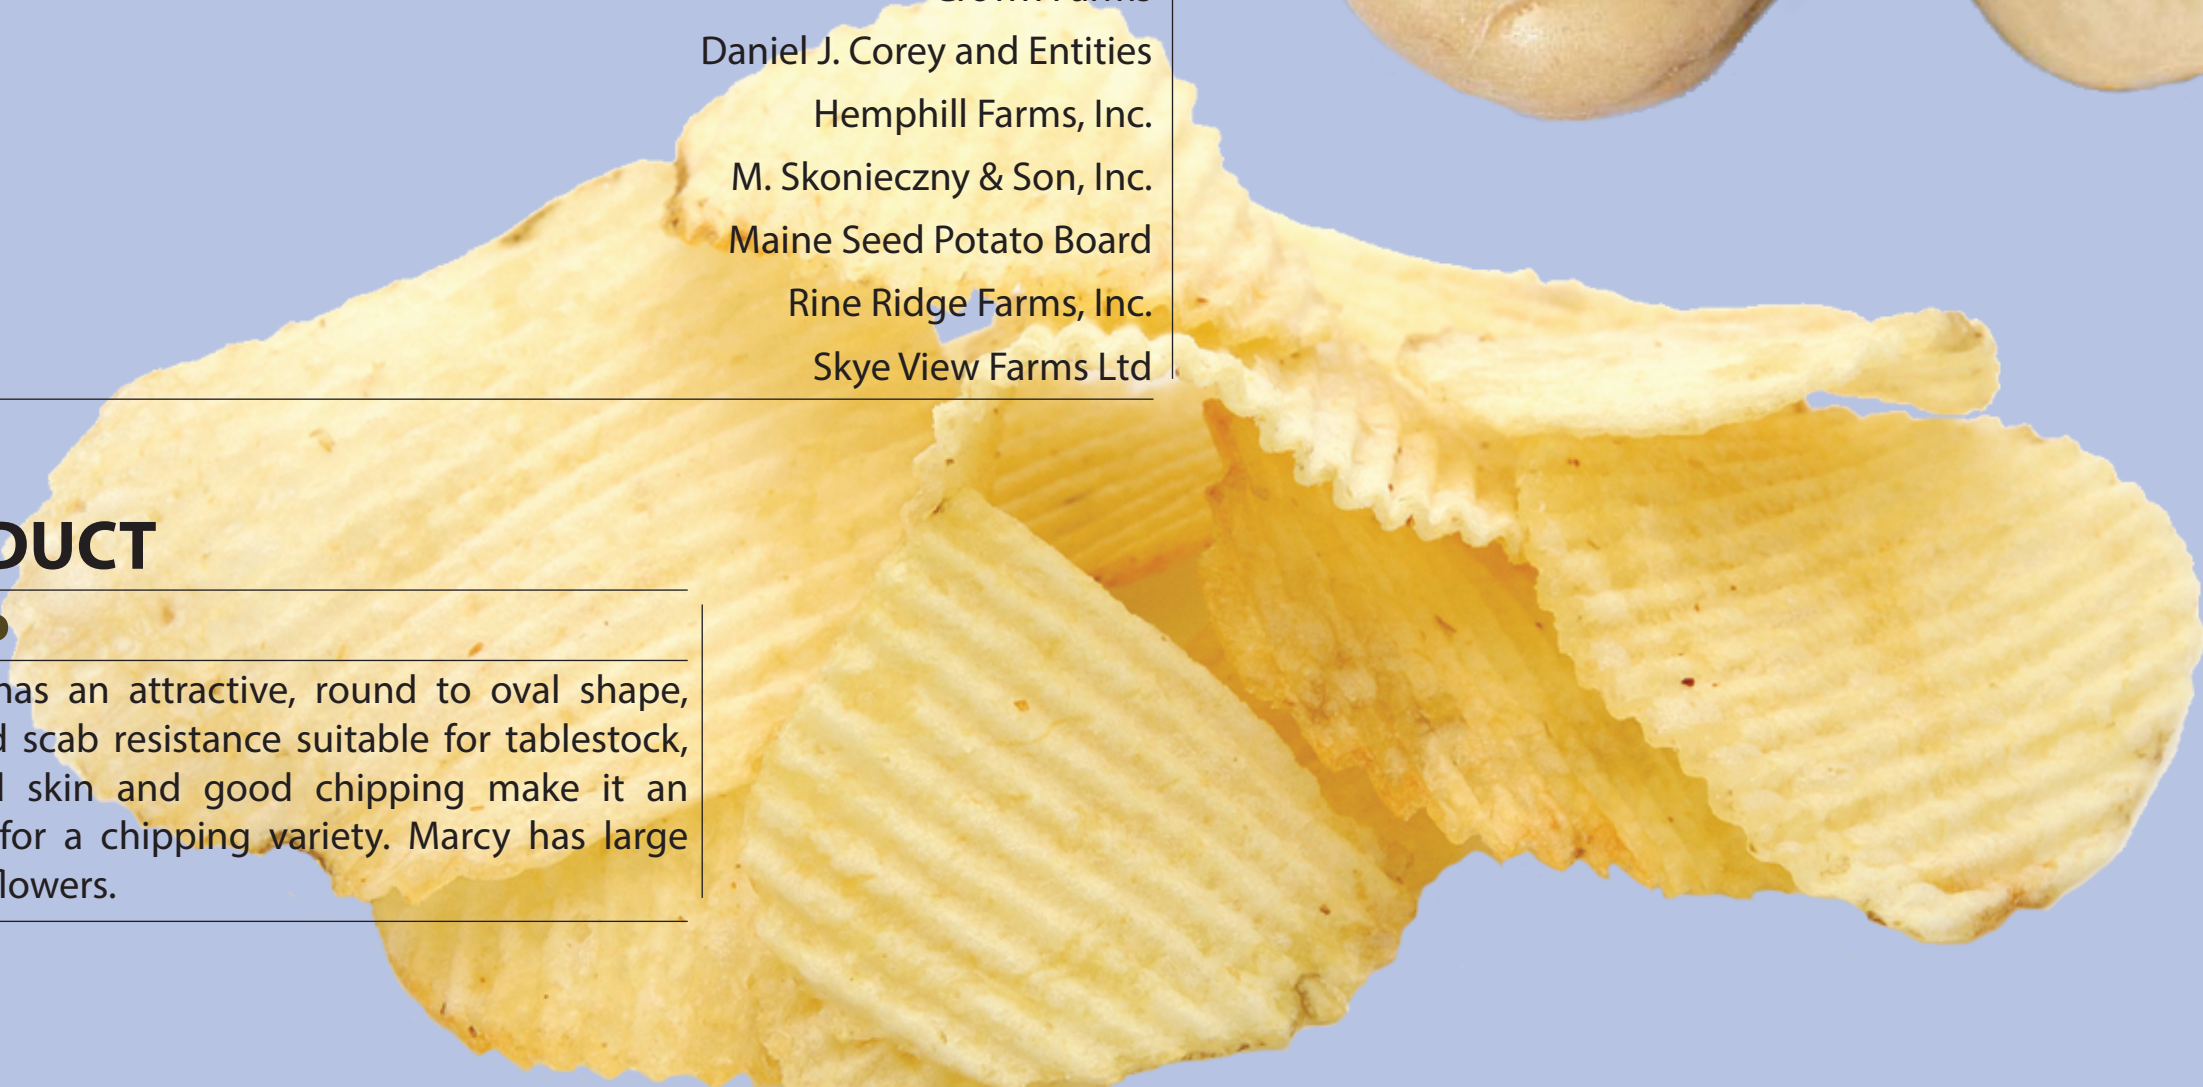 Daniel J. Corey and Entities
Hemphill Farms, Inc.
M. Skonieczny & Son, Inc.
Maine Seed Potato Board
Rine Ridge Farms, Inc.
Skye View Farms Ltd
DUCT
has an attractive, round to oval shape,
scab resistance suitable for tablestock,
skin and good chipping make it an
for a chipping variety. Marcy has large
lowers.